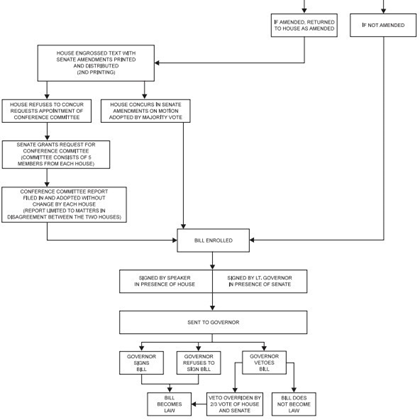 IF AMENDED, RETURNED
TO HOUSE AS AMENDED
IF NOT AMENDED
HOUSE ENGROSSED TEXT WITH
SENATE AMENDMENTS PRINTED
AND DISTRIBUTED
(2ND PRINTING)
HOUSE REFUSES TO CONCUR
REQUESTS APPOINTMENT OF
CONFERENCE COMMITTEE
HOUSE CONCURS IN SENATE
AMENDMENTS ON MOTION
ADOPTED BY MAJORITY VOTE
SENATE GRANTS REQUEST FOR
CONFERENCE COMMITTEE
(COMMITTEE CONSISTS OF 5
MEMBERS FROM EACH HOUSE)
CONFERENCE COMMITTEE REPORT
FILED IN AND ADOPTED WITHOUT
CHANGE BY EACH HOUSE
(REPORT LIMITED TO MATTERS IN
DISAGREEMENT BETWEEN THE TWO HOUSES)
BILL ENROLLED
SIGNED BY SPEAKER
IN PRESENCE OF HOUSE
SIGNED BY LT. GOVERNOR
IN PRESENCE OF SENATE
SENT TO GOVERNOR
GOVERNOR
SIGNS
BILL
GOVERNOR
REFUSES TO
SIGN BILL
GOVERNOR
VETOES
BILL
BILL
BECOMES
LAW
VETO OVERRIDEN BY
2/3 VOTE OF HOUSE
AND SENATE
BILL DOES
NOT BECOME
LAW